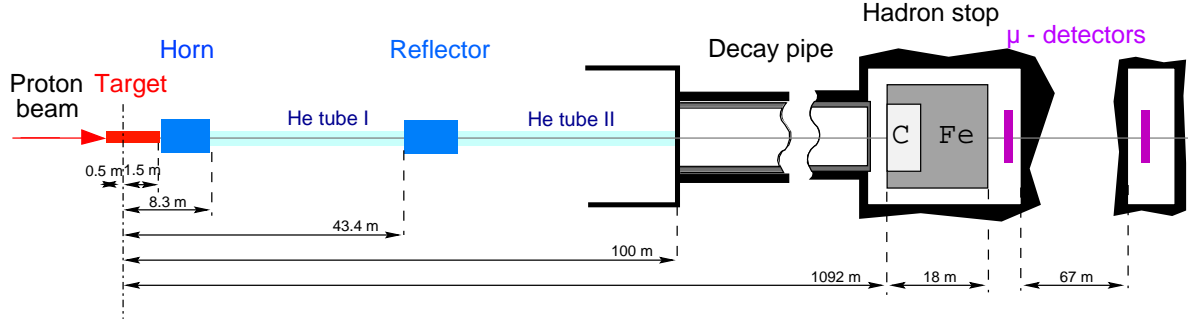 Hadron stop
Horn
Reflector
Decay pipe
μ - detectors
Proton
beam
Target
He tube I
He tube II
C
Fe
0.5 m
1.5 m
8.3 m
43.4 m
100 m
1092 m
18 m
67 m